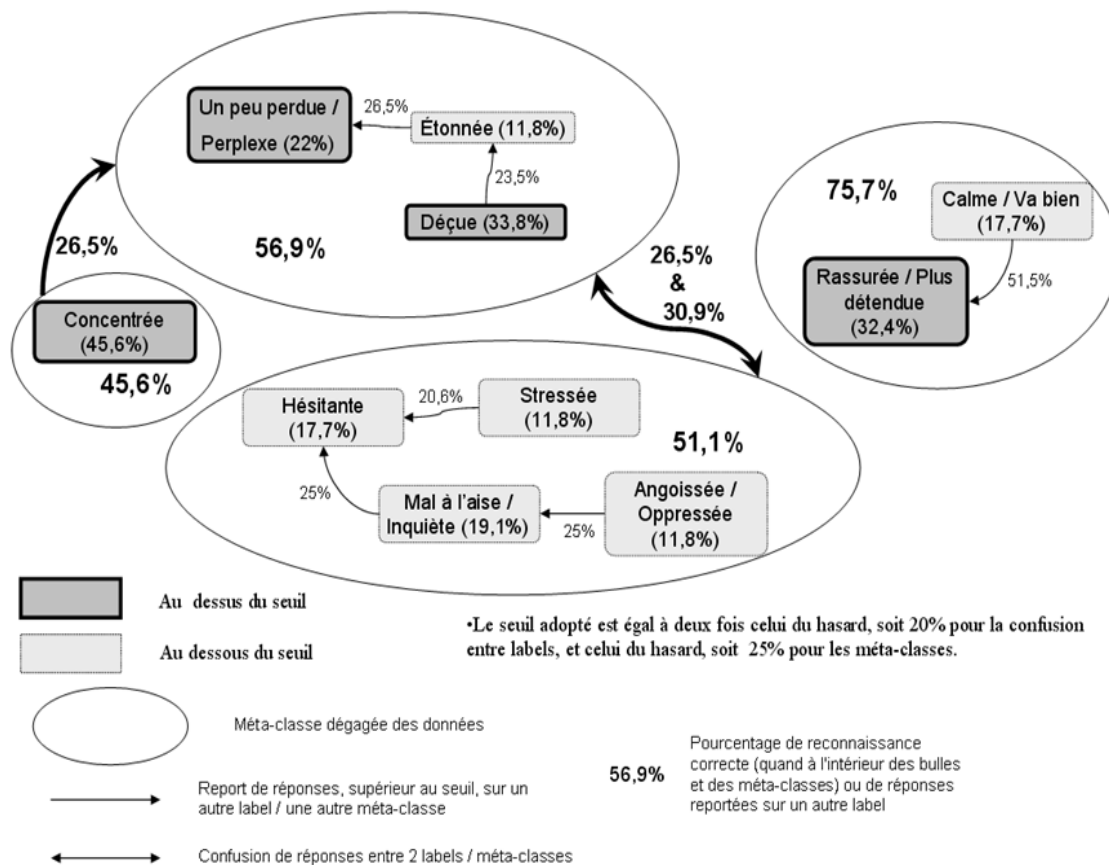 Un peu perdue /
Perplexe (22%)
26,5%
Étonnée (11,8%)
23,5%
Déçue (33,8%)
56,9%
75,7%
Calme / Va bien
(17,7%)
51,5%
Rassurée / Plus
détendue
(32,4%)
26,5%
26,5%
&
30,9%
Concentrée
(45,6%)
45,6%
Hésitante
(17,7%)
20,6%
Stressée
(11,8%)
51,1%
25%
Mal à l'aise /
Inquiète (19,1%)
25%
Angoissée /
Oppressée
(11,8%)
Au dessus du seuil
Au dessous du seuil
•Le seuil adopté est égal à deux fois celui du hasard, soit 20% pour la confusion
entre labels, et celui du hasard, soit 25% pour les méta-classes.
Méta-classe dégagée des données
Report de réponses, supérieur au seuil, sur un
autre label / une autre méta-classe
Confusion de réponses entre 2 labels / méta-classes
56,9%
Pourcentage de reconnaissance
correcte (quand à l'intérieur des bulles
et des méta-classes) ou de réponses
reportées sur un autre label